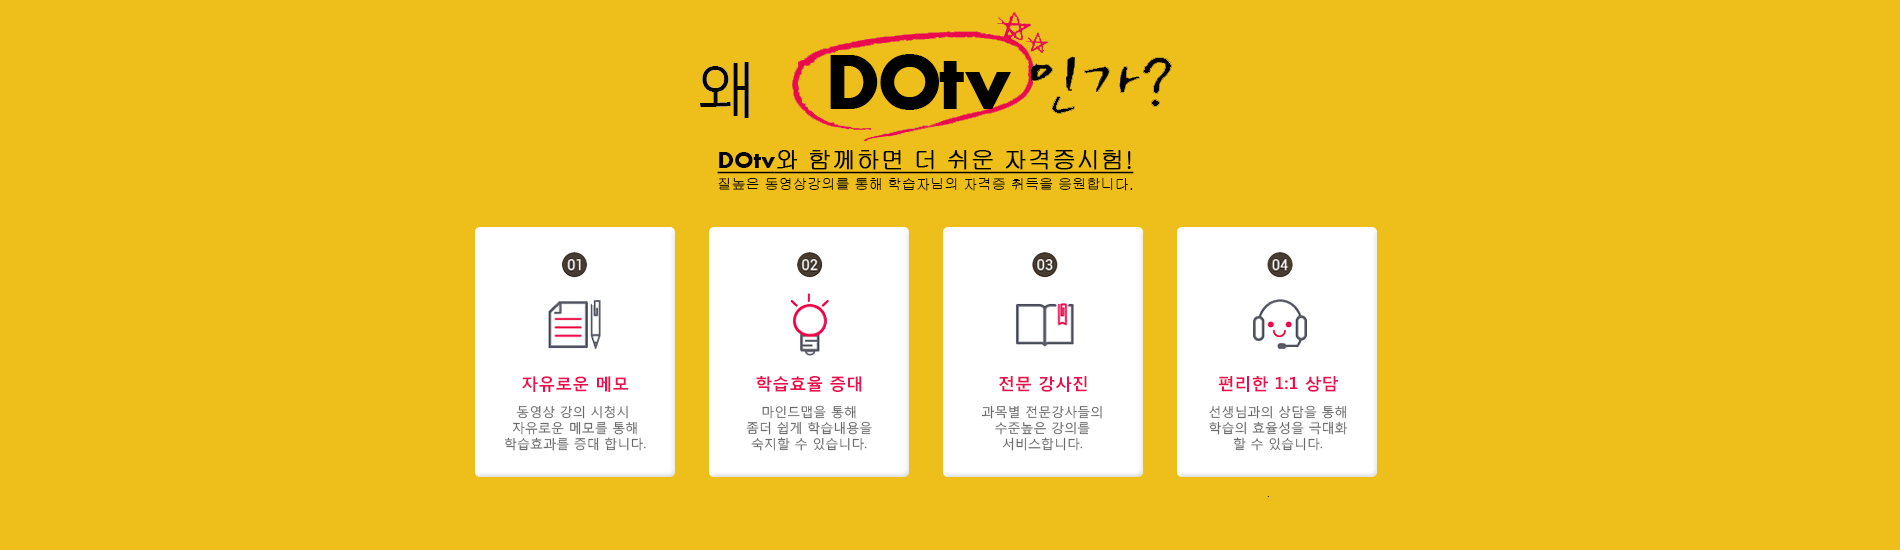 왜 DOtv인가?
DOtv와 함께하면 더 쉬운 자격증시험!
질높은 동영상강의를 통해 학습자님의 자격증 취득을 응원합니다.
01
자유로운 메모
동영상 강의 시청시
자유로운 메모를 통해
학습효과를 증대 합니다.
02
학습효율 증대
마인드맵을 통해
좀더 쉽게 학습내용을
숙지할 수 있습니다.
03
전문 강사진
과목별 전문강사들의
수준높은 강의를
서비스합니다.
04
편리한 1:1 상담
선생님과의 상담을 통해
학습의 효율성을 극대화
할 수 있습니다.